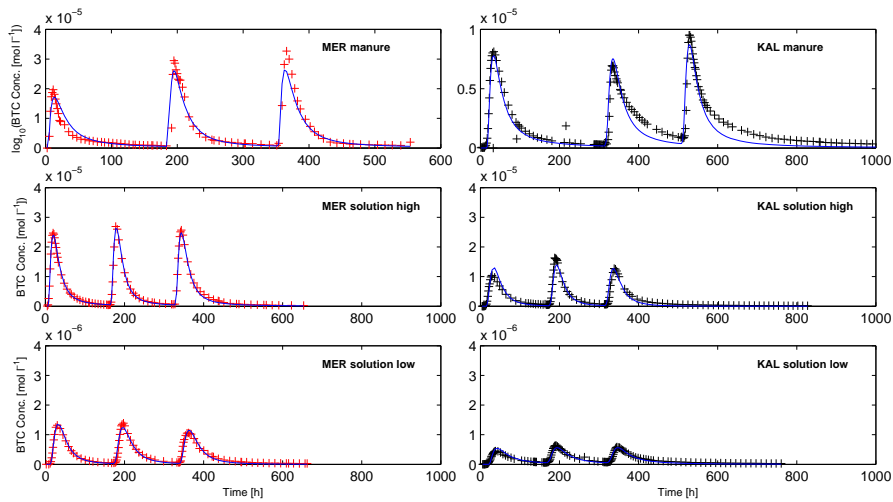 x 10⁻⁵
x 10⁻⁵
MER manure
KAL manure
log₁₀(BTC Conc. [mol l⁻¹])
4
3
2
1
0
0 100 200 300 400 500 600
1
0.5
0
0 200 400 600 800 1000
x 10⁻⁵
x 10⁻⁵
MER solution high
KAL solution high
BTC Conc. [mol l⁻¹])
4
3
2
1
0
0 200 400 600 800 1000
4
3
2
1
0
0 200 400 600 800 1000
x 10⁻⁶
x 10⁻⁶
MER solution low
KAL solution low
BTC Conc. [mol l⁻¹]
4
3
2
1
0
0 200 400 600 800 1000
4
3
2
1
0
0 200 400 600 800 1000
Time [h]
Time [h]